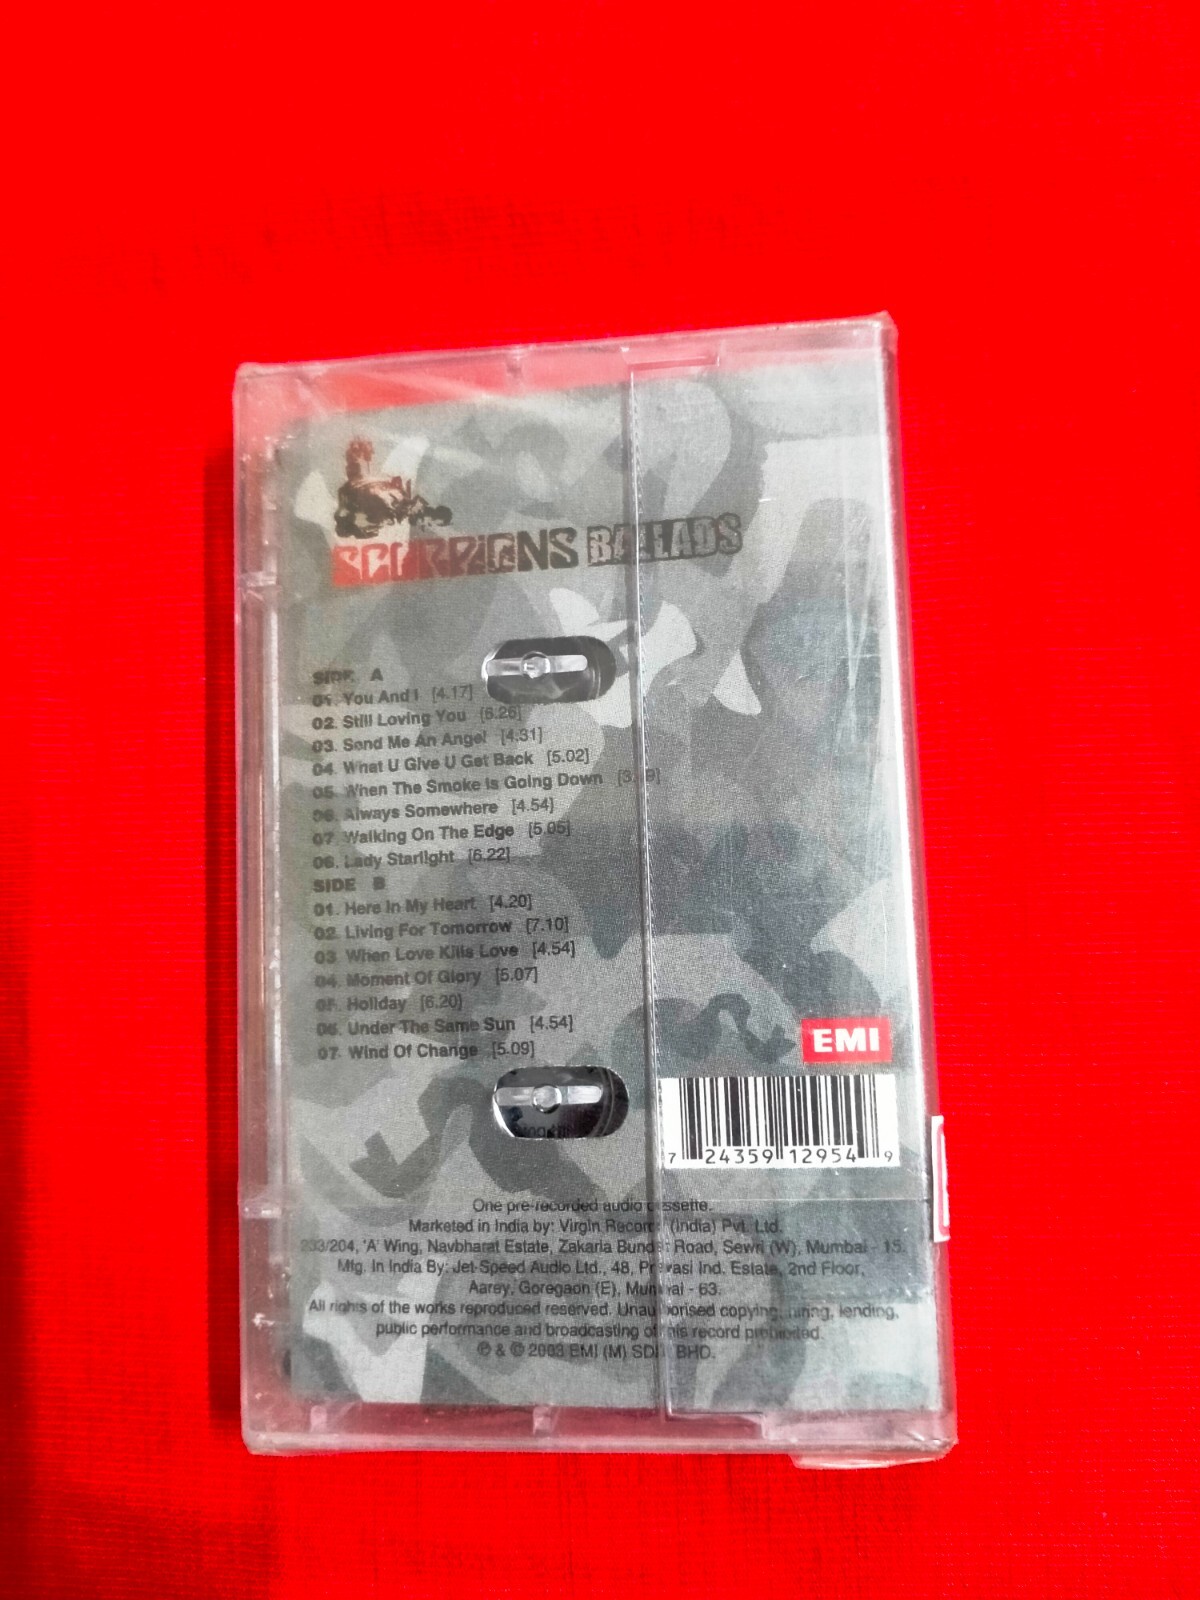 SCORPIONS BALLADS
SIDE A
01. You And I [4.17]
02. Still Loving You [6.26]
03. Send Me An Angel [4.31]
04. What U Give U Get Back [5.02]
05. When The Smoke is Going Down
06. Always Somewhere [4.54]
07. Walking On The Edge [5.05]
08. Lady Starlight [6.22]
SIDE B
01. Here In My Heart [4.20]
02. Living For Tomorrow [7.10]
03. When Love Kills Love [4.54]
04. Moment Of Glory [5.07]
05. Holiday [6.20]
06. Under The Same Sun [4.54]
07. Wind Of Change [5.09]
EMI
7 24359 12954 9
One pre-recorded audio cassette.
Marketed in India by: Virgin Records (India) Pvt. Ltd.
233/204, 'A' Wing, Navbharat Estate, Zakaria Bunder Road, Sewri (W), Mumbai - 15.
Mfg. In India By: Jet Speed Audio Ltd., 48, Pravasi Ind. Estate, 2nd Floor,
Aarey, Goregaon (E), Mumbai - 63.
All rights of the works reproduced reserved. Unauthorised copying, hiring, lending,
public performance and broadcasting of this record prohibited.
℗ & © 2003 EMI (M) SDN BHD.